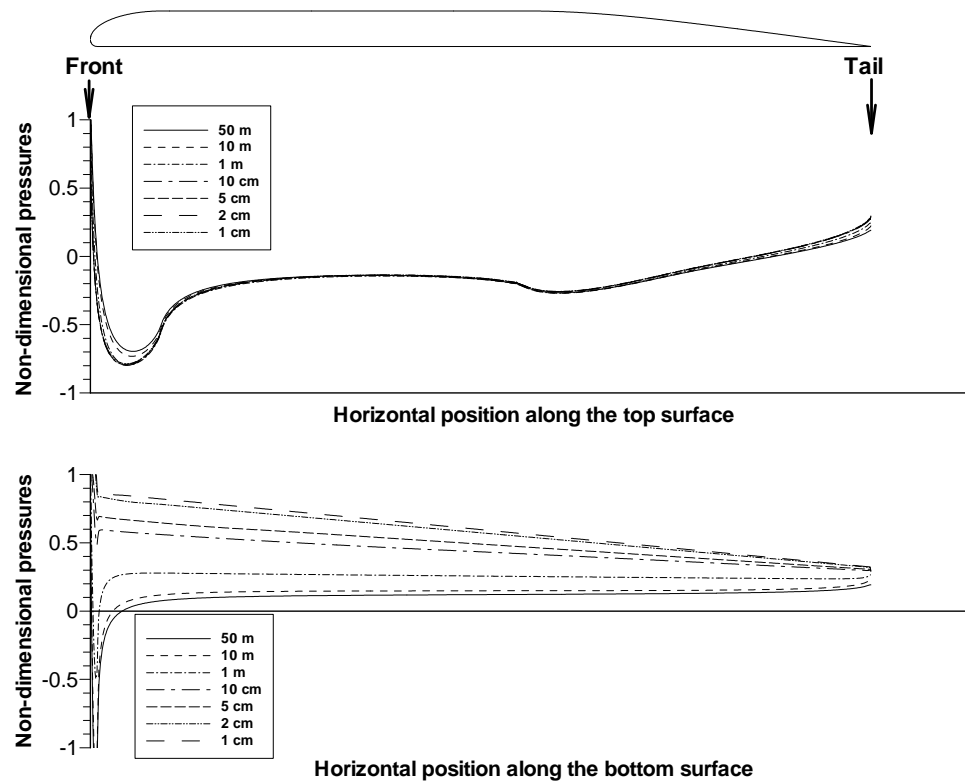 Front
Tail
Non-dimensional pressures
1
0.5
0
-0.5
-1
50 m
10 m
1 m
10 cm
5 cm
2 cm
1 cm
Horizontal position along the top surface
Non-dimensional pressures
1
0.5
0
-0.5
-1
50 m
10 m
1 m
10 cm
5 cm
2 cm
1 cm
Horizontal position along the bottom surface